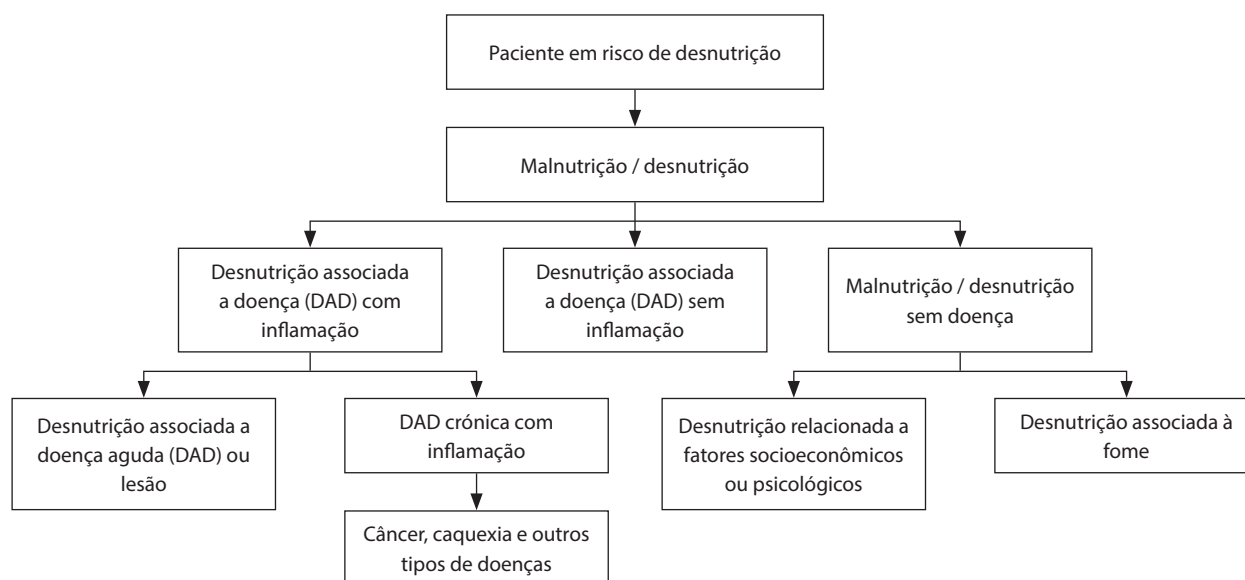 Paciente em risco de desnutrição
Malnutrição / desnutrição
Desnutrição associada
a doença (DAD) com
inflamação
Desnutrição associada
a doença (DAD) sem
inflamação
Malnutrição / desnutrição
sem doença
Desnutrição associada a
doença aguda (DAD) ou
lesão
DAD crónica com
inflamação
Desnutrição relacionada a
fatores socioeconômicos
ou psicológicos
Desnutrição associada à
fome
Câncer, caquexia e outros
tipos de doenças